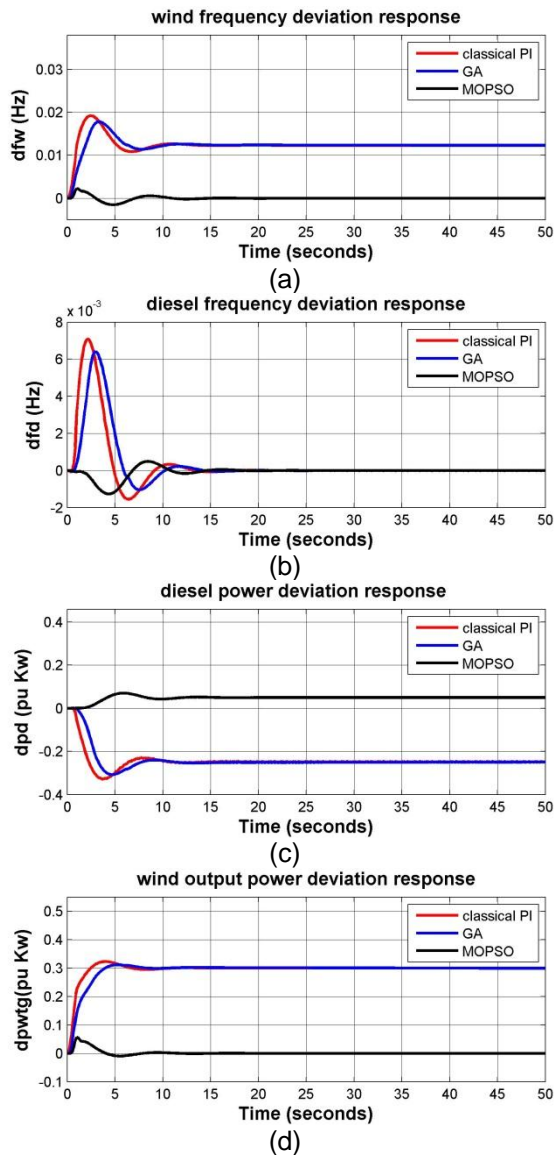 wind frequency deviation response
classical PI
GA
MOPSO
0.03
0.02
0.01
0
dfw (Hz)
0 5 10 15 20 25 30 35 40 45 50
Time (seconds)
(a)
x 10⁻³
diesel frequency deviation response
classical PI
GA
MOPSO
8
6
4
2
0
-2
dfd (Hz)
0 5 10 15 20 25 30 35 40 45 50
Time (seconds)
(b)
diesel power deviation response
classical PI
GA
MOPSO
0.4
0.2
0
-0.2
-0.4
dpd (pu Kw)
0 5 10 15 20 25 30 35 40 45 50
Time (seconds)
(c)
wind output power deviation response
classical PI
GA
MOPSO
0.5
0.4
0.3
0.2
0.1
0
-0.1
dpwtg(pu Kw)
0 5 10 15 20 25 30 35 40 45 50
Time (seconds)
(d)